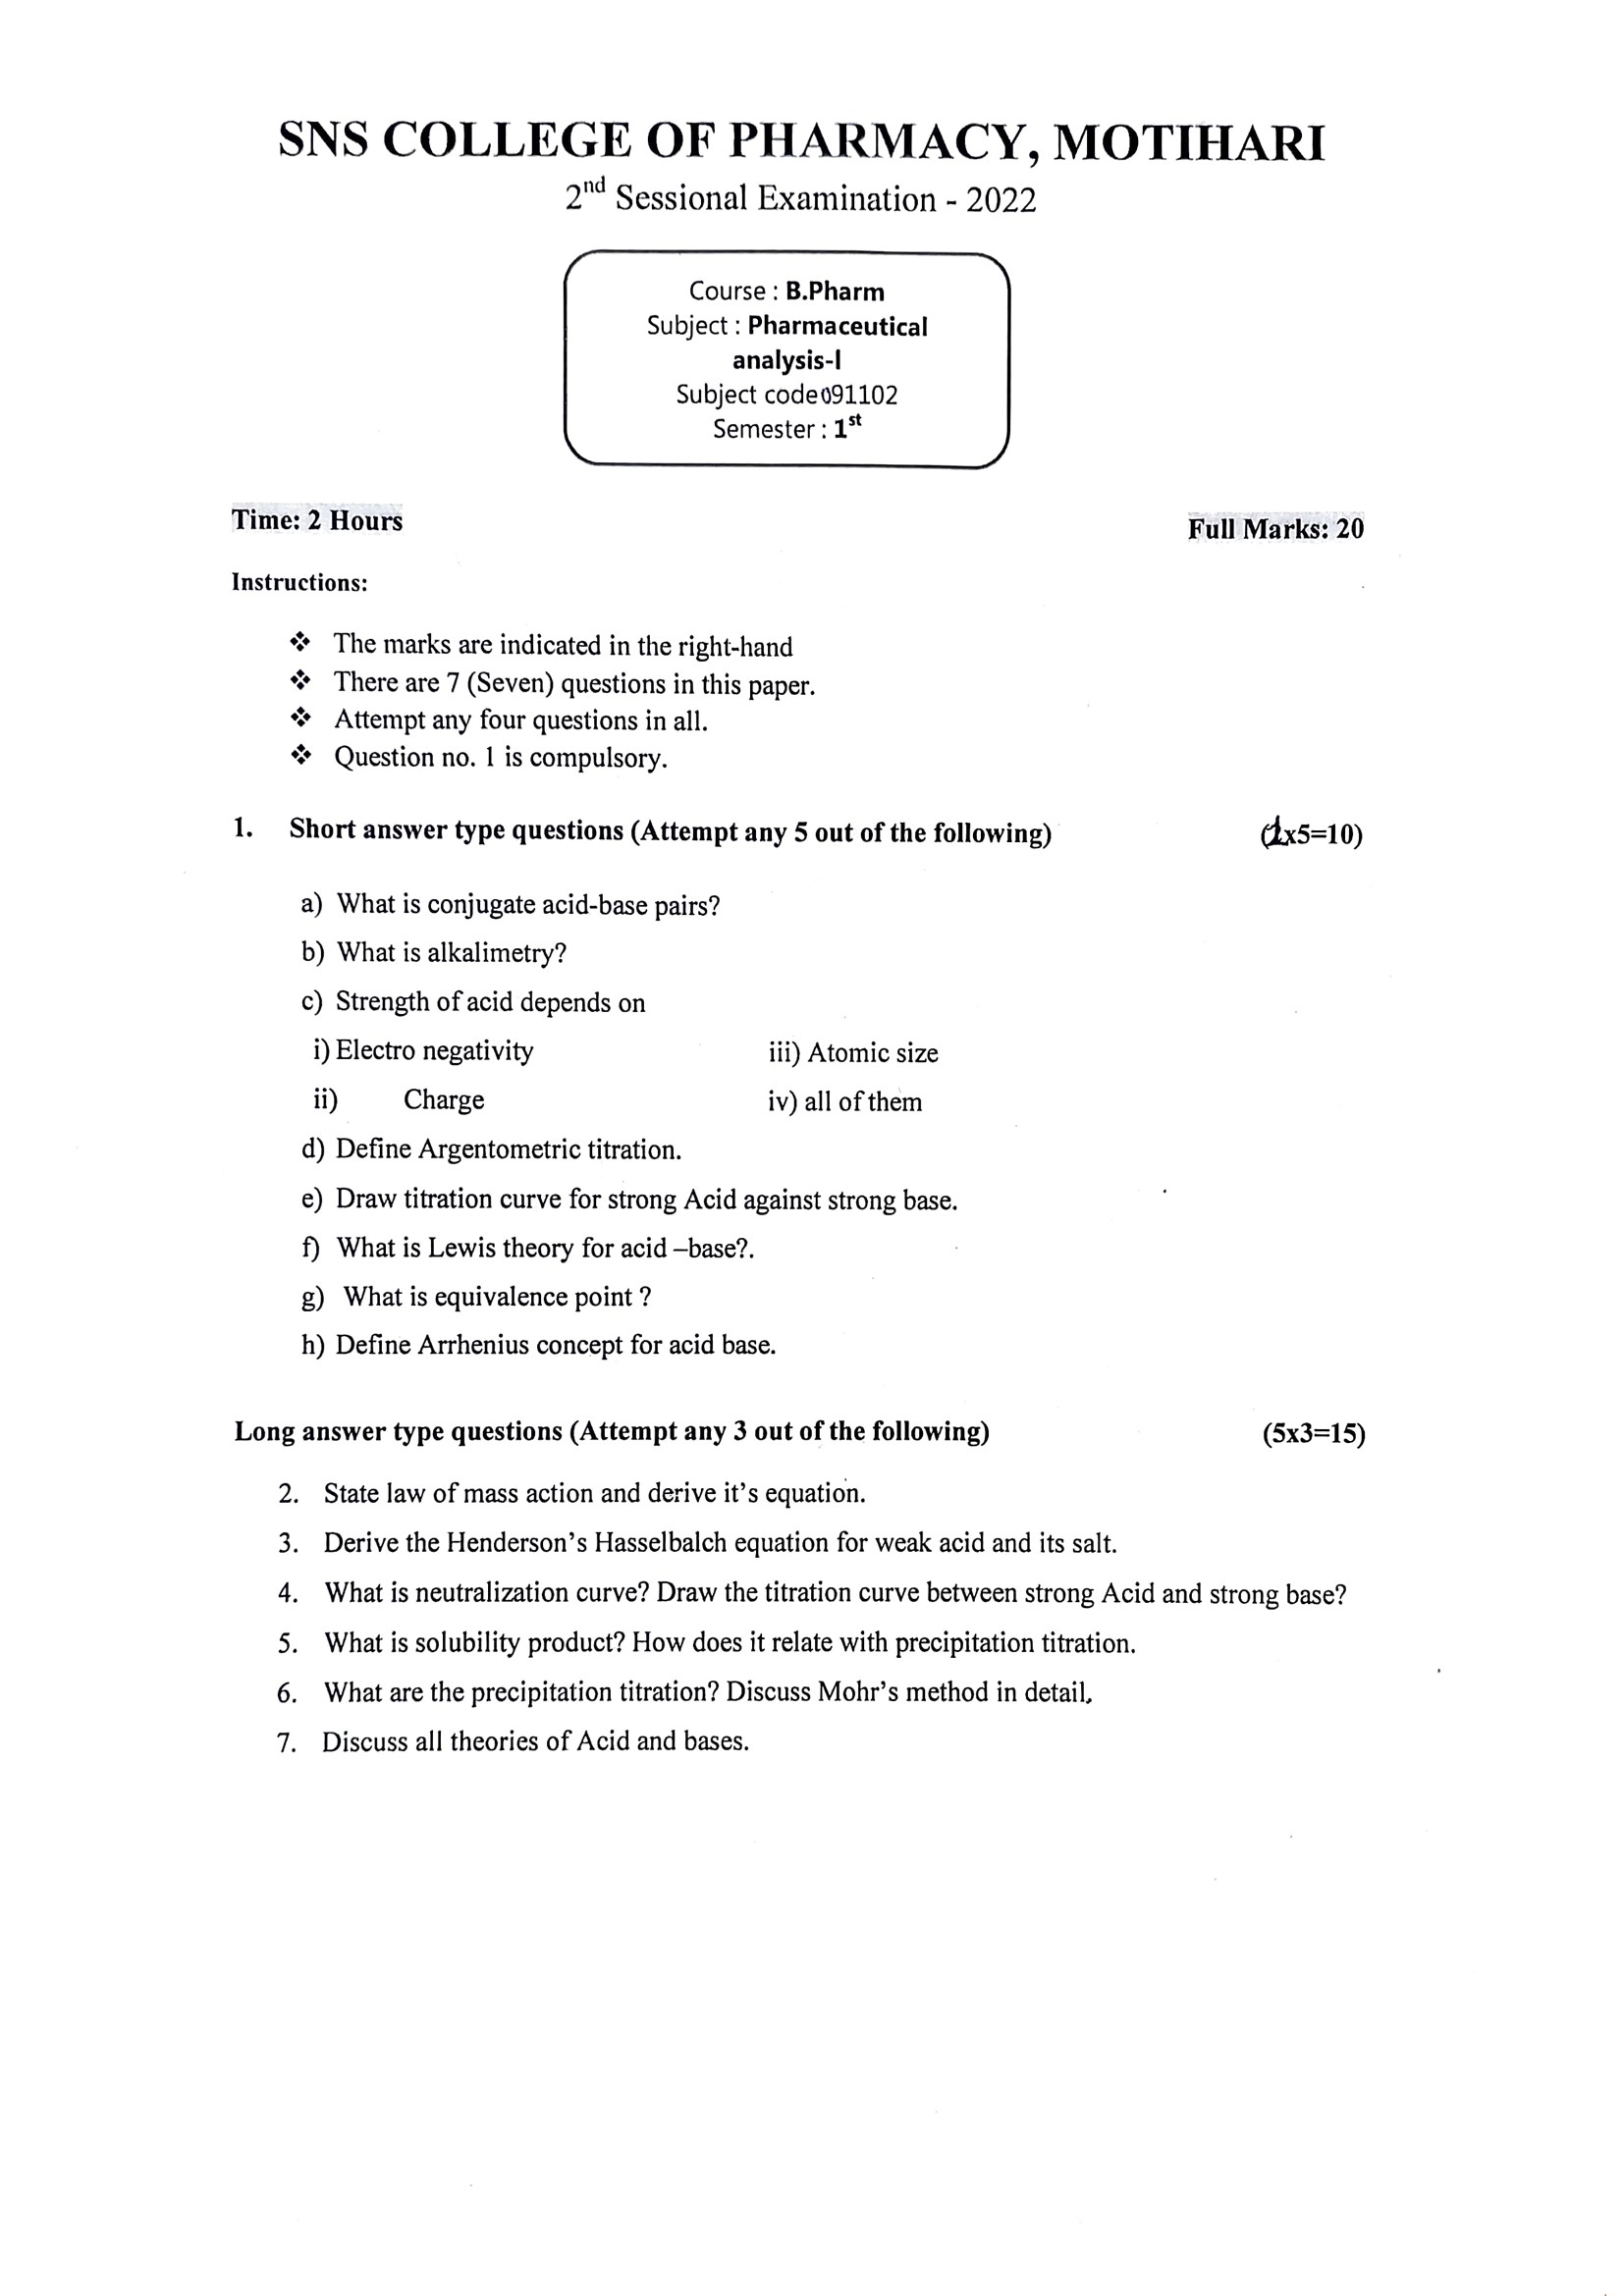 SNS COLLEGE OF PHARMACY, MOTIHARI
2nd Sessional Examination - 2022
Course : B.Pharm
Subject : Pharmaceutical
analysis-I
Subject code091102
Semester : 1st
Time: 2 Hours
Full Marks: 20
Instructions:
❖ The marks are indicated in the right-hand
❖ There are 7 (Seven) questions in this paper.
❖ Attempt any four questions in all.
❖ Question no. 1 is compulsory.
1. Short answer type questions (Attempt any 5 out of the following) (1x5=10)
a) What is conjugate acid-base pairs?
b) What is alkalimetry?
c) Strength of acid depends on
i) Electro negativity iii) Atomic size
ii) Charge iv) all of them
d) Define Argentometric titration.
e) Draw titration curve for strong Acid against strong base.
f) What is Lewis theory for acid –base?.
g) What is equivalence point ?
h) Define Arrhenius concept for acid base.
Long answer type questions (Attempt any 3 out of the following) (5x3=15)
2. State law of mass action and derive it's equation.
3. Derive the Henderson's Hasselbalch equation for weak acid and its salt.
4. What is neutralization curve? Draw the titration curve between strong Acid and strong base?
5. What is solubility product? How does it relate with precipitation titration.
6. What are the precipitation titration? Discuss Mohr's method in detail.
7. Discuss all theories of Acid and bases.